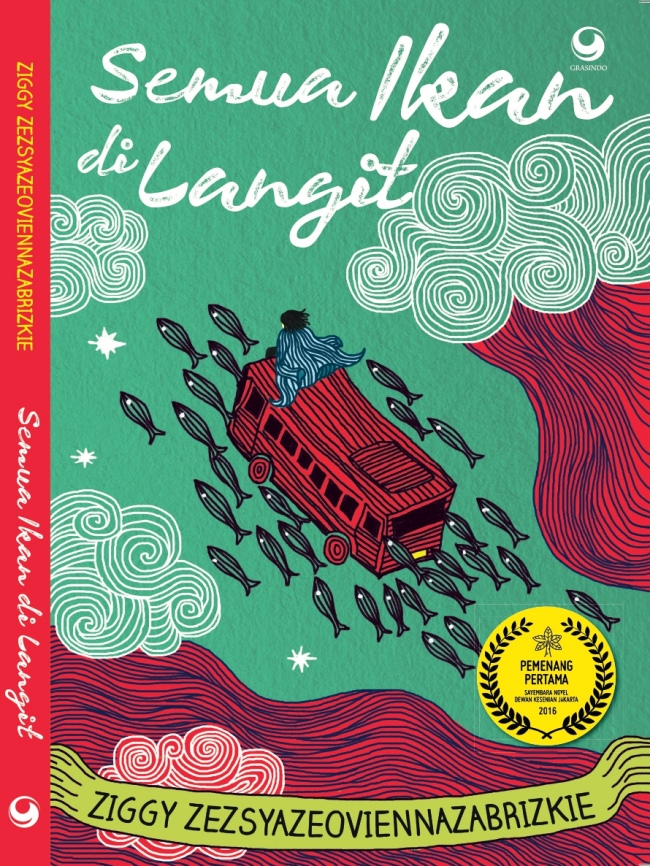 ZIGGY ZEZSYAZEOVIENNAZABRIZKIE
Semua Ikan di Langit
Semua Ikan
di Langit
GRASINDO
PEMENANG
PERTAMA
SAYEMBARA NOVEL
DEWAN KESENIAN JAKARTA
2016
ZIGGY ZEZSYAZEOVIENNAZABRIZKIE